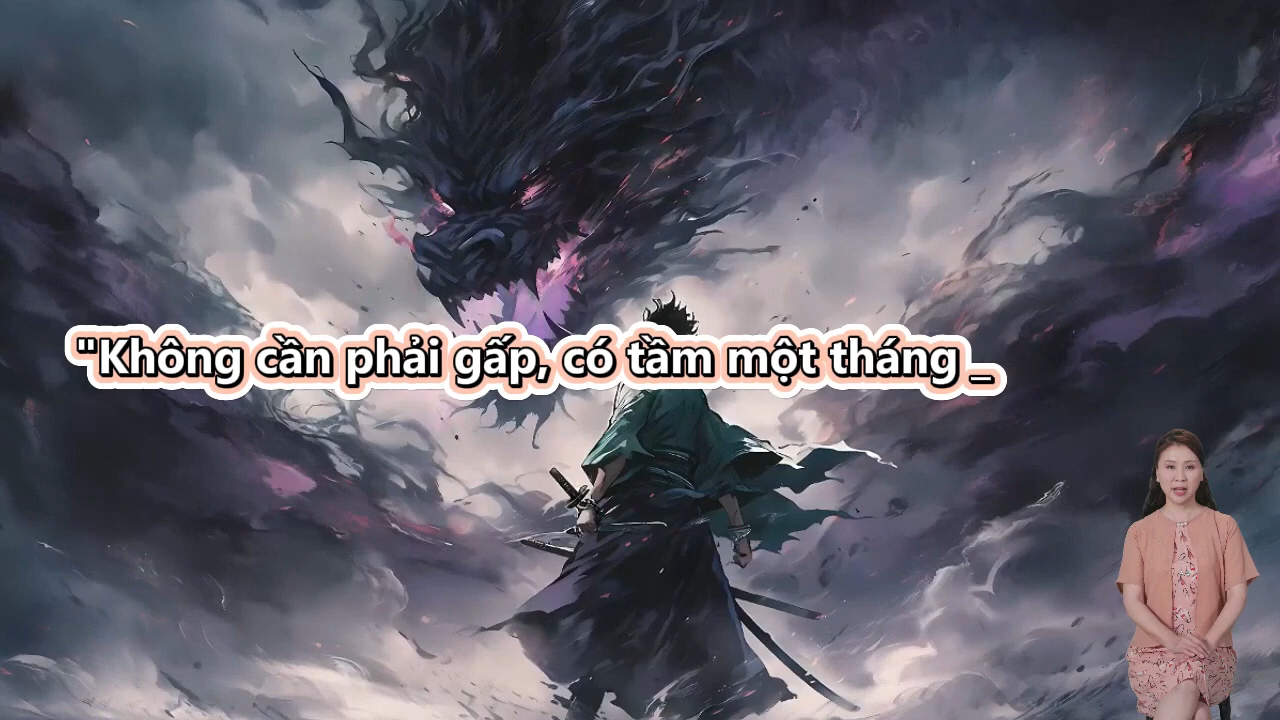 "Không cần phải gấp, có tầm một tháng _